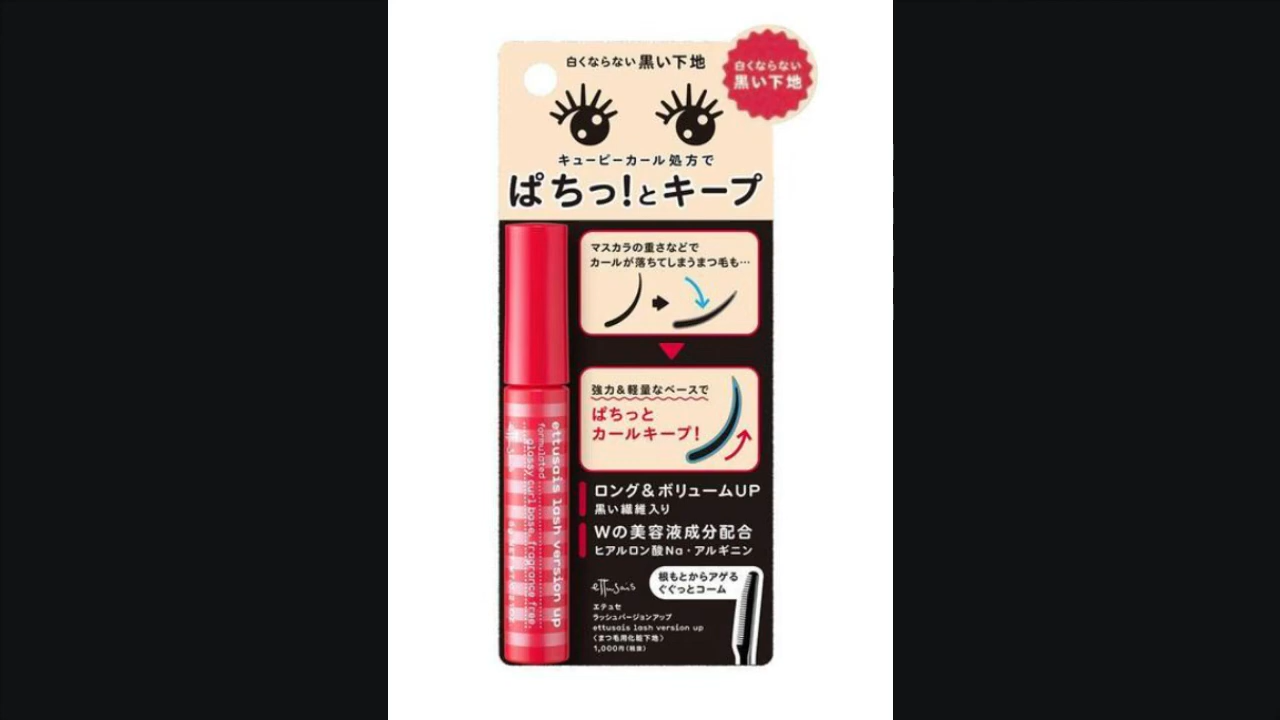 白くならない黒い下地
白くならない
黒い下地
キューピーカール処方で
ぱちっ!とキープ
マスカラの重さなどで
カールが落ちてしまうまつ毛も…
強力&軽量なベースで
ぱちっと
カールキープ!
ロング&ボリュームUP
黒い繊維入り
Wの美容液成分配合
ヒアルロン酸Na・アルギニン
根もとからアゲる
ぐぐっとコーム
ettusais
エテュセ
ラッシュバージョンアップ
ettusais lash version up
〈まつ毛用化粧下地〉
1,000円(税抜)
ettusais lash version up
formulated
glossy curl base. fragrance free.